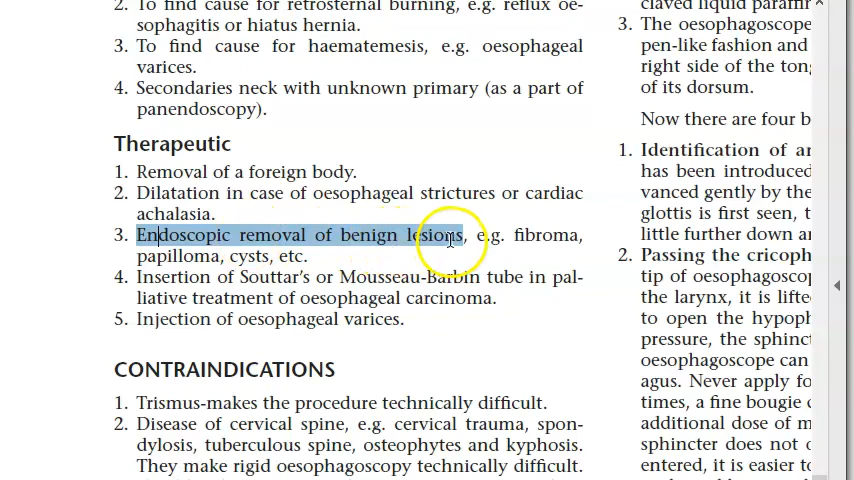 2. To find cause for retrosternal burning, e.g. reflux oe-
sophagitis or hiatus hernia.
3. To find cause for haematemesis, e.g. oesophageal
varices.
4. Secondaries neck with unknown primary (as a part of
panendoscopy).
Therapeutic
1. Removal of a foreign body.
2. Dilatation in case of oesophageal strictures or cardiac
achalasia.
3. Endoscopic removal of benign lesions, e.g. fibroma,
papilloma, cysts, etc.
4. Insertion of Souttar's or Mousseau-Barbin tube in pal-
liative treatment of oesophageal carcinoma.
5. Injection of oesophageal varices.
CONTRAINDICATIONS
1. Trismus-makes the procedure technically difficult.
2. Disease of cervical spine, e.g. cervical trauma, spon-
dylosis, tuberculous spine, osteophytes and kyphosis.
They make rigid oesophagoscopy technically difficult.
claved liquid paraffin
3. The oesophagoscope
pen-like fashion and
right side of the ton
of its dorsum.
Now there are four b
1. Identification of ar
has been introduced
vanced gently by the
glottis is first seen, t
little further down a
2. Passing the cricoph
tip of oesophagoscop
the larynx, it is lifte
to open the hypoph
pressure, the sphinct
oesophagoscope can
agus. Never apply fo
times, a fine bougie
additional dose of m
sphincter does not
entered, it is easier to